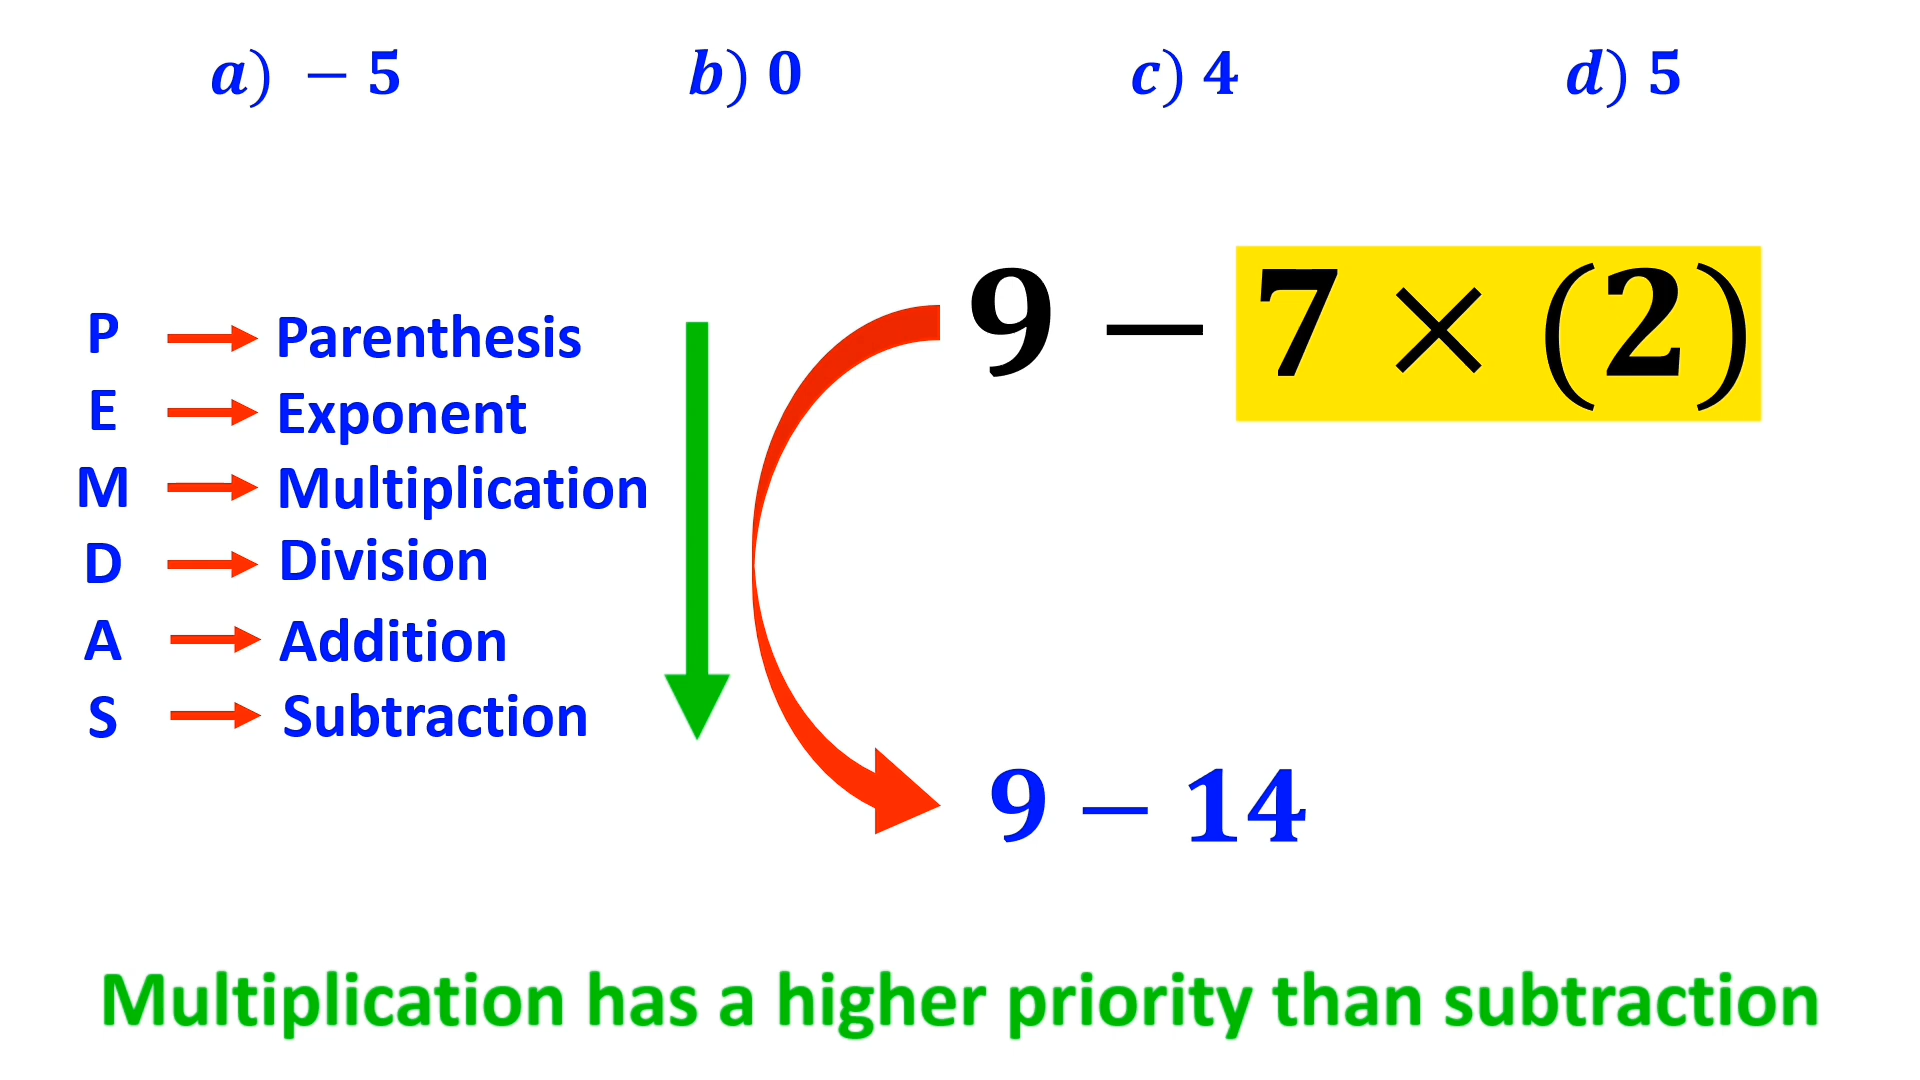 a) − 5 b) 0 c) 4 d) 5
9 − 7 × (2)
P Parenthesis
E Exponent
M Multiplication
D Division
A Addition
S Subtraction
9 − 14
Multiplication has a higher priority than subtraction